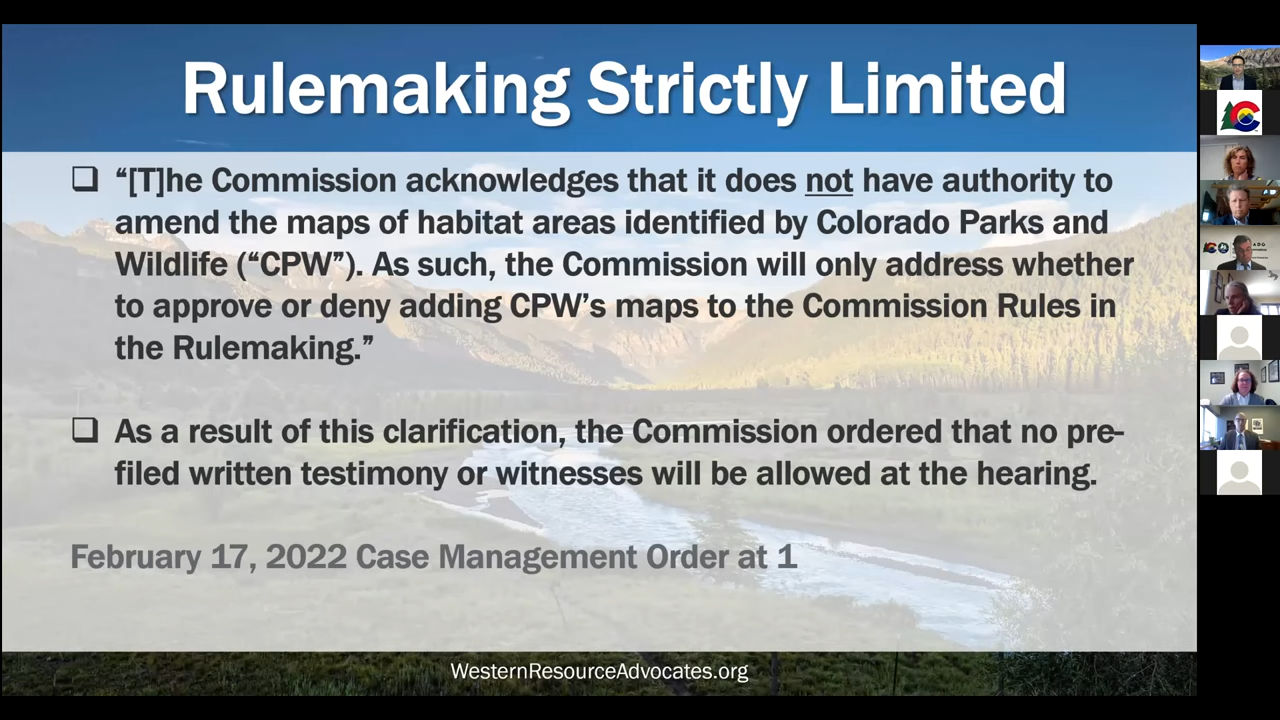 Rulemaking Strictly Limited
❑ “[T]he Commission acknowledges that it does not have authority to
amend the maps of habitat areas identified by Colorado Parks and
Wildlife (“CPW”). As such, the Commission will only address whether
to approve or deny adding CPW’s maps to the Commission Rules in
the Rulemaking.”
❑ As a result of this clarification, the Commission ordered that no pre-
filed written testimony or witnesses will be allowed at the hearing.
February 17, 2022 Case Management Order at 1
WesternResourceAdvocates.org